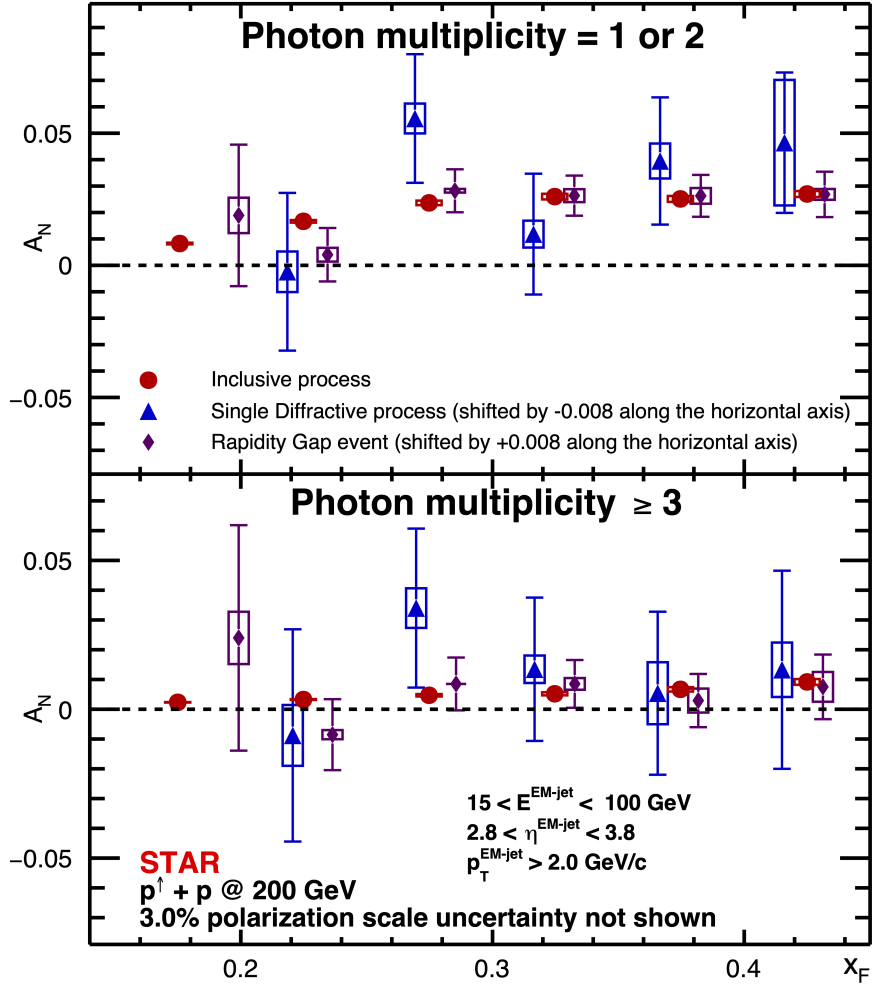 Photon multiplicity = 1 or 2
0.05
0
−0.05
A_N
Inclusive process
Single Diffractive process (shifted by -0.008 along the horizontal axis)
Rapidity Gap event (shifted by +0.008 along the horizontal axis)
Photon multiplicity ≥ 3
0.05
0
−0.05
A_N
15 < E^EM-jet < 100 GeV
2.8 < η^EM-jet < 3.8
p_T^EM-jet > 2.0 GeV/c
STAR
p^↑ + p @ 200 GeV
3.0% polarization scale uncertainty not shown
0.2 0.3 0.4 x_F